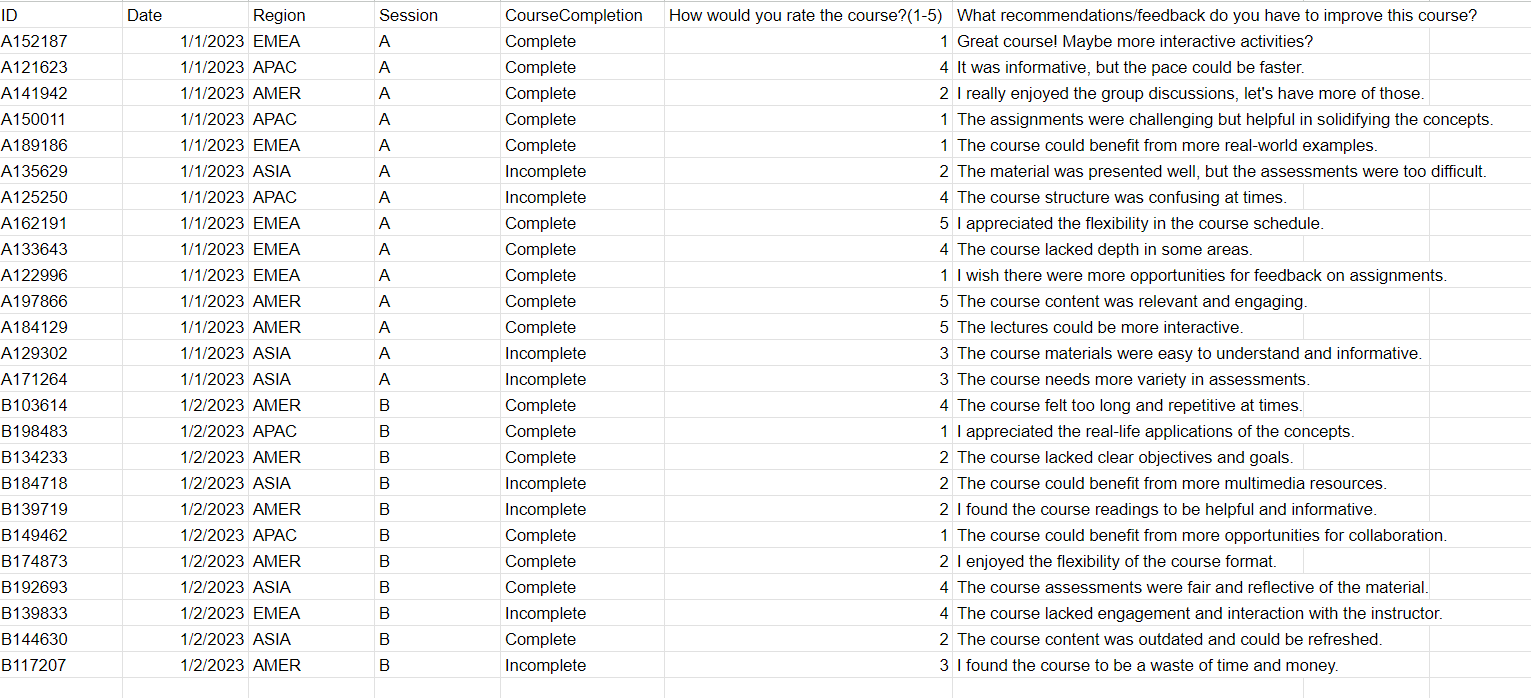 ID Date Region Session CourseCompletion How would you rate the course?(1-5) What recommendations/feedback do you have to improve this course?
A152187 1/1/2023 EMEA A Complete 1 Great course! Maybe more interactive activities?
A121623 1/1/2023 APAC A Complete 4 It was informative, but the pace could be faster.
A141942 1/1/2023 AMER A Complete 2 I really enjoyed the group discussions, let's have more of those.
A150011 1/1/2023 APAC A Complete 1 The assignments were challenging but helpful in solidifying the concepts.
A189186 1/1/2023 EMEA A Complete 1 The course could benefit from more real-world examples.
A135629 1/1/2023 ASIA A Incomplete 2 The material was presented well, but the assessments were too difficult.
A125250 1/1/2023 APAC A Incomplete 4 The course structure was confusing at times.
A162191 1/1/2023 EMEA A Complete 5 I appreciated the flexibility in the course schedule.
A133643 1/1/2023 EMEA A Complete 4 The course lacked depth in some areas.
A122996 1/1/2023 EMEA A Complete 1 I wish there were more opportunities for feedback on assignments.
A197866 1/1/2023 AMER A Complete 5 The course content was relevant and engaging.
A184129 1/1/2023 AMER A Complete 5 The lectures could be more interactive.
A129302 1/1/2023 ASIA A Incomplete 3 The course materials were easy to understand and informative.
A171264 1/1/2023 ASIA A Incomplete 3 The course needs more variety in assessments.
B103614 1/2/2023 AMER B Complete 4 The course felt too long and repetitive at times.
B198483 1/2/2023 APAC B Complete 1 I appreciated the real-life applications of the concepts.
B134233 1/2/2023 AMER B Complete 2 The course lacked clear objectives and goals.
B184718 1/2/2023 ASIA B Incomplete 2 The course could benefit from more multimedia resources.
B139719 1/2/2023 AMER B Incomplete 2 I found the course readings to be helpful and informative.
B149462 1/2/2023 APAC B Complete 1 The course could benefit from more opportunities for collaboration.
B174873 1/2/2023 AMER B Complete 2 I enjoyed the flexibility of the course format.
B192693 1/2/2023 ASIA B Complete 4 The course assessments were fair and reflective of the material.
B139833 1/2/2023 EMEA B Incomplete 4 The course lacked engagement and interaction with the instructor.
B144630 1/2/2023 ASIA B Complete 2 The course content was outdated and could be refreshed.
B117207 1/2/2023 AMER B Incomplete 3 I found the course to be a waste of time and money.